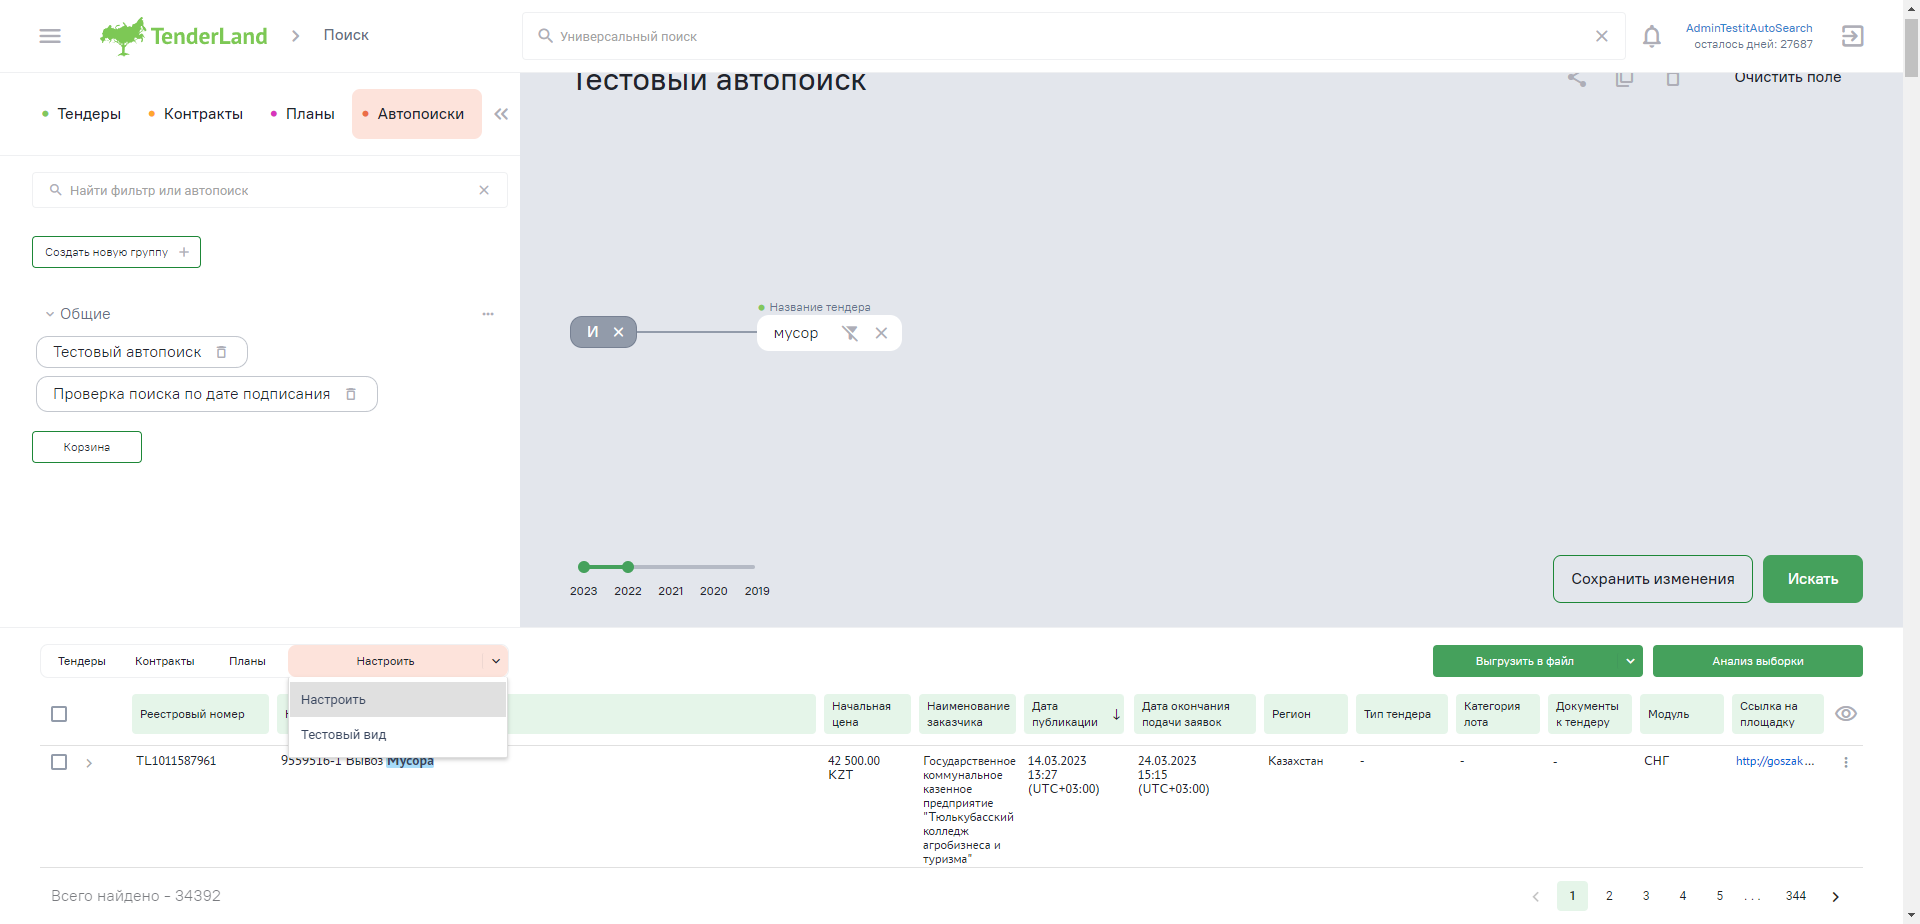 TenderLand
Поиск
Универсальный поиск
AdminTestitAutoSearch
осталось дней: 27687
Тендеры
Контракты
Планы
Автопоиски
Тестовый автопоиск
Очистить поле
Найти фильтр или автопоиск
Создать новую группу
Общие
Тестовый автопоиск
Проверка поиска по дате подписания
Корзина
Название тендера
И
мусор
2023 2022 2021 2020 2019
Сохранить изменения
Искать
Тендеры
Контракты
Планы
Настроить
Выгрузить в файл
Анализ выборки
Настроить
Тестовый вид
Реестровый номер
Начальная
цена
Наименование
заказчика
Дата
публикации
Дата окончания
подачи заявок
Регион
Тип тендера
Категория
лота
Документы
к тендеру
Модуль
Ссылка на
площадку
TL1011587961
9559516-1 Вывоз Мусора
42 500.00
KZT
Государственное
коммунальное
казенное
предприятие
"Тюлькубасский
колледж
агробизнеса и
туризма"
14.03.2023
13:27
(UTC+03:00)
24.03.2023
15:15
(UTC+03:00)
Казахстан
-
-
-
СНГ
http://goszak...
Всего найдено - 34392
1 2 3 4 5 ... 344